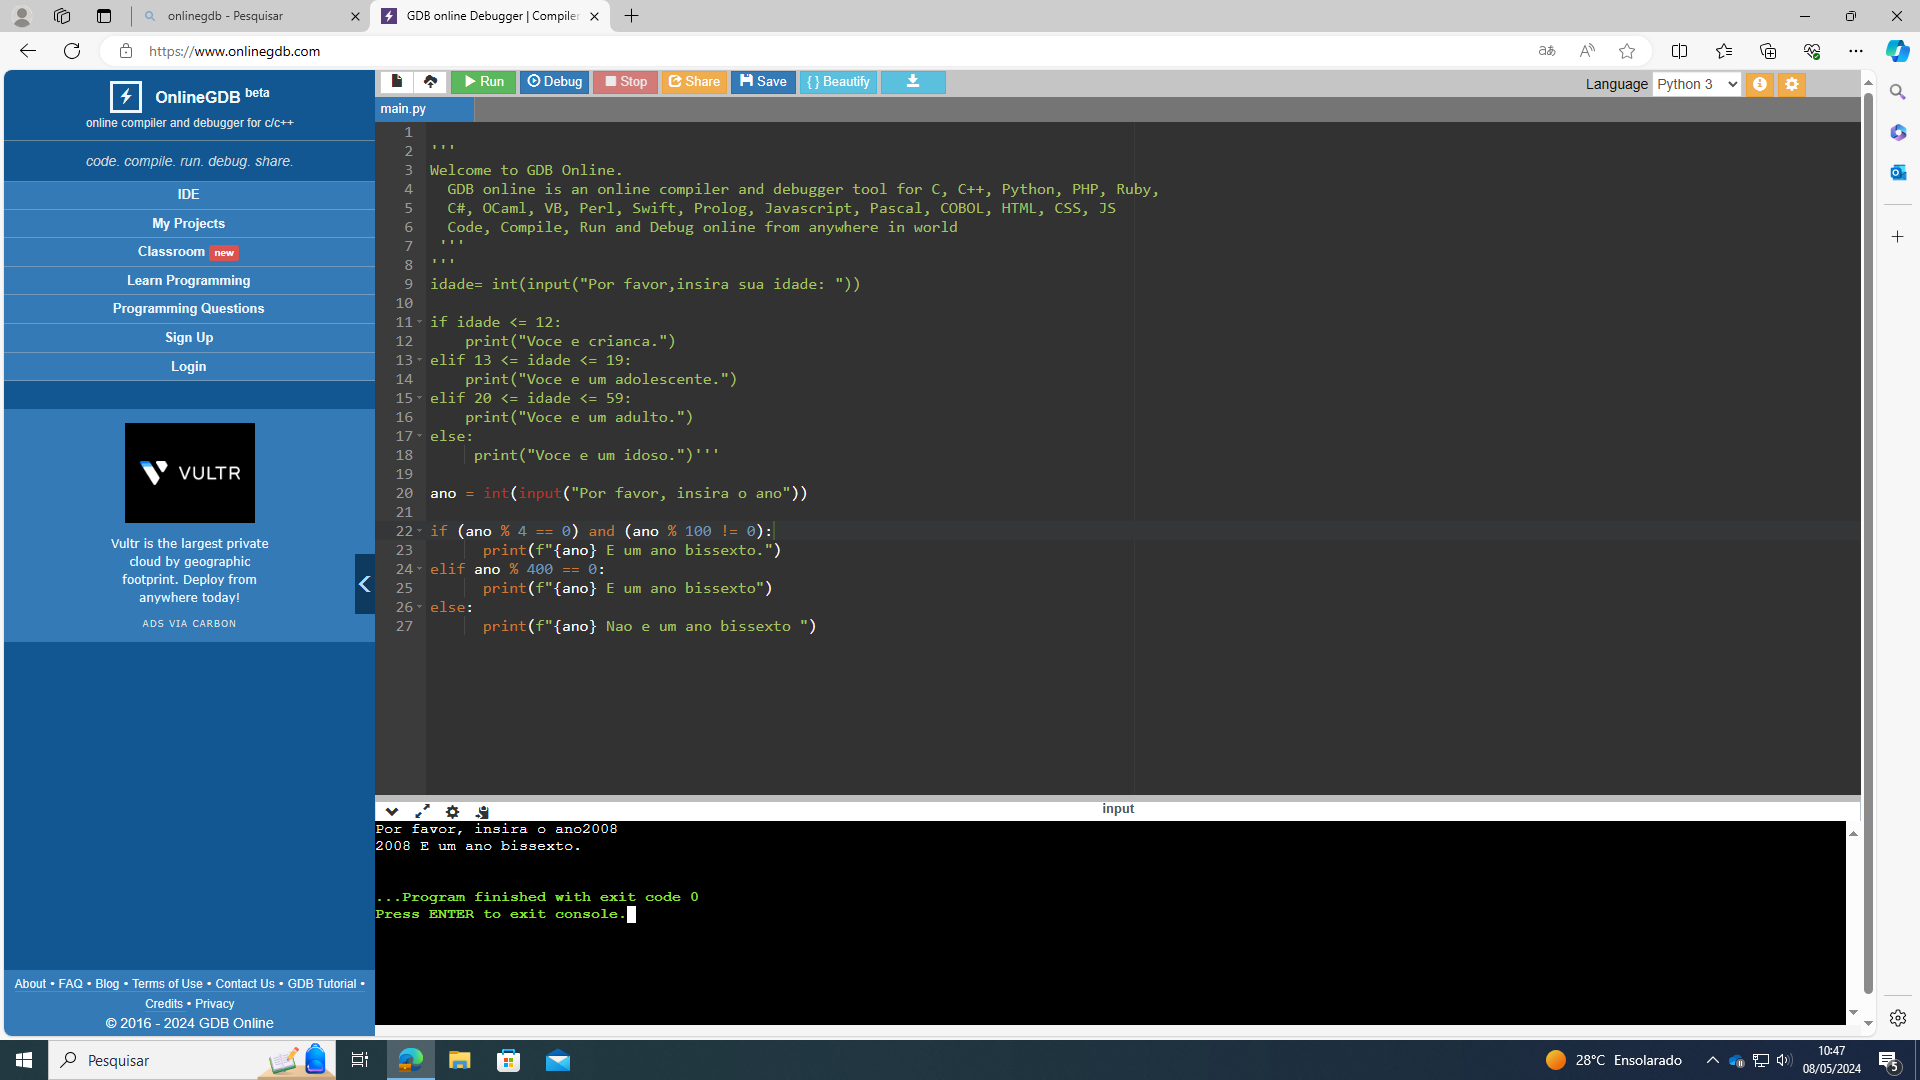 onlinegdb - Pesquisar
GDB online Debugger | Compiler
https://www.onlinegdb.com
OnlineGDB beta
online compiler and debugger for c/c++
code. compile. run. debug. share.
IDE
My Projects
Classroom new
Learn Programming
Programming Questions
Sign Up
Login
VULTR
Vultr is the largest private
cloud by geographic
footprint. Deploy from
anywhere today!
ADS VIA CARBON
About • FAQ • Blog • Terms of Use • Contact Us • GDB Tutorial •
Credits • Privacy
© 2016 - 2024 GDB Online
Run Debug Stop Share Save { } Beautify
Language Python 3
main.py
1
2 '''
3 Welcome to GDB Online.
4 GDB online is an online compiler and debugger tool for C, C++, Python, PHP, Ruby,
5 C#, OCaml, VB, Perl, Swift, Prolog, Javascript, Pascal, COBOL, HTML, CSS, JS
6 Code, Compile, Run and Debug online from anywhere in world
7 '''
8 '''
9 idade= int(input("Por favor,insira sua idade: "))
10
11 if idade <= 12:
12 print("Voce e crianca.")
13 elif 13 <= idade <= 19:
14 print("Voce e um adolescente.")
15 elif 20 <= idade <= 59:
16 print("Voce e um adulto.")
17 else:
18 print("Voce e um idoso.")'''
19
20 ano = int(input("Por favor, insira o ano"))
21
22 if (ano % 4 == 0) and (ano % 100 != 0):
23 print(f"{ano} E um ano bissexto.")
24 elif ano % 400 == 0:
25 print(f"{ano} E um ano bissexto")
26 else:
27 print(f"{ano} Nao e um ano bissexto ")
input
Por favor, insira o ano2008
2008 E um ano bissexto.
...Program finished with exit code 0
Press ENTER to exit console.
Pesquisar
28°C Ensolarado
10:47
08/05/2024
5